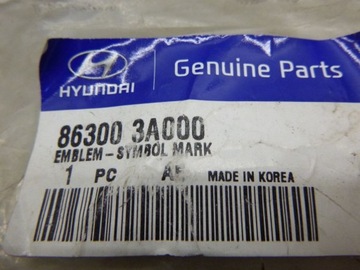 HYUNDAI
Genuine Parts
86300 3A000
EMBLEM-SYMBOL MARK
1 PC MADE IN KOREA